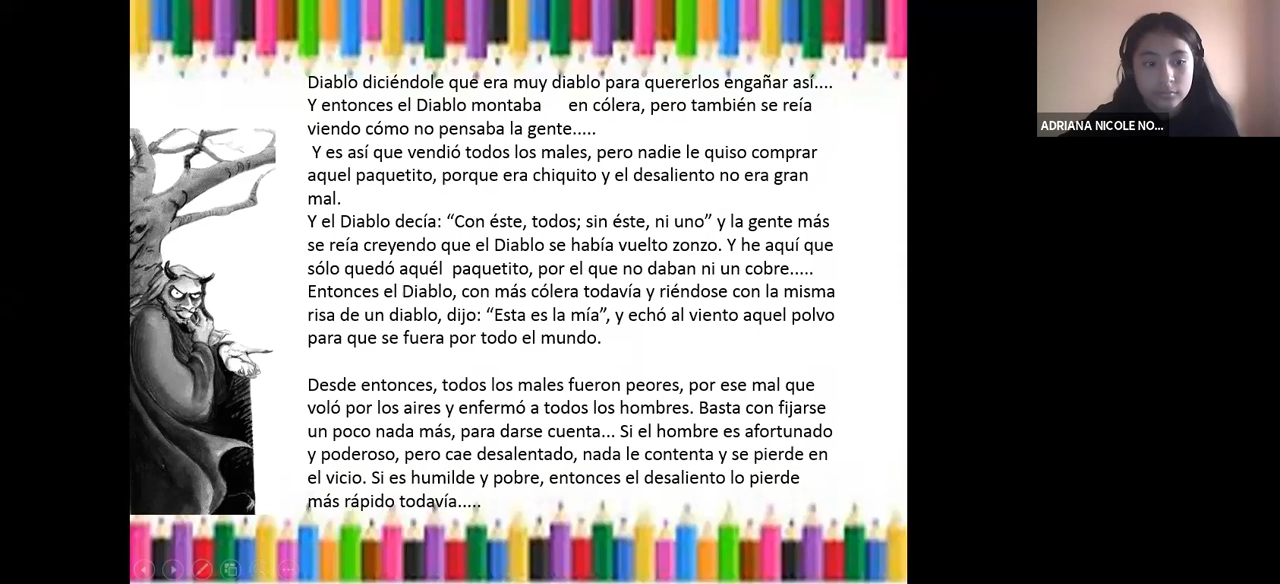 Diablo diciéndole que era muy diablo para quererlos engañar así....
Y entonces el Diablo montaba en cólera, pero también se reía
viendo cómo no pensaba la gente.....
Y es así que vendió todos los males, pero nadie le quiso comprar
aquel paquetito, porque era chiquito y el desaliento no era gran
mal.
Y el Diablo decía: “Con éste, todos; sin éste, ni uno” y la gente más
se reía creyendo que el Diablo se había vuelto zonzo. Y he aquí que
sólo quedó aquél paquetito, por el que no daban ni un cobre.....
Entonces el Diablo, con más cólera todavía y riéndose con la misma
risa de un diablo, dijo: “Esta es la mía”, y echó al viento aquel polvo
para que se fuera por todo el mundo.
Desde entonces, todos los males fueron peores, por ese mal que
voló por los aires y enfermó a todos los hombres. Basta con fijarse
un poco nada más, para darse cuenta... Si el hombre es afortunado
y poderoso, pero cae desalentado, nada le contenta y se pierde en
el vicio. Si es humilde y pobre, entonces el desaliento lo pierde
más rápido todavía.....
ADRIANA NICOLE NO...